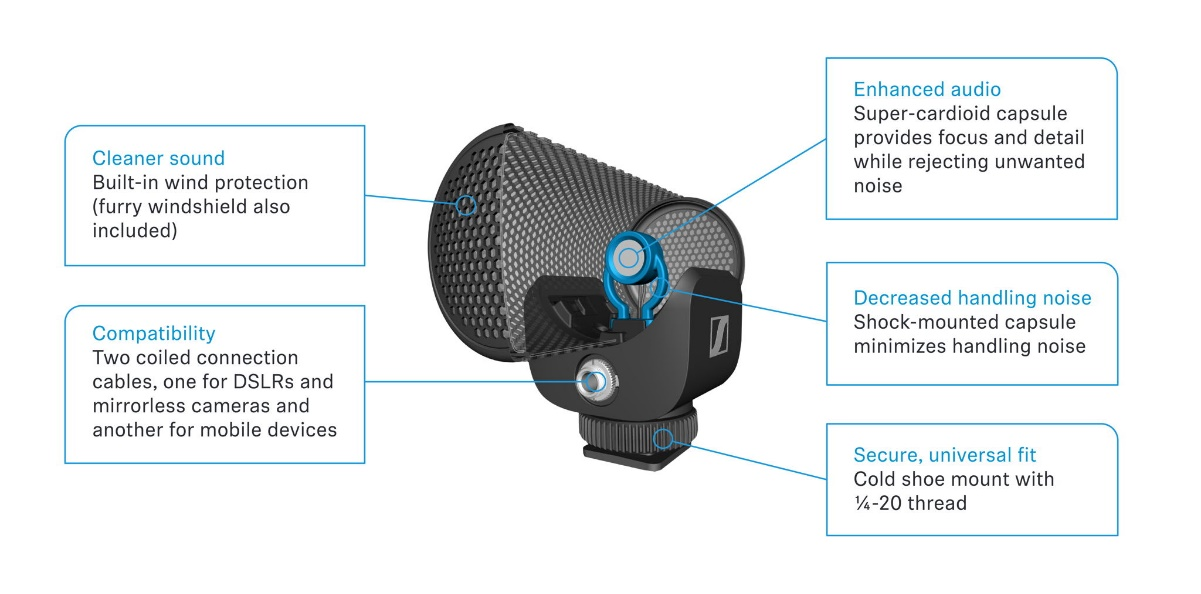 Cleaner sound
Built-in wind protection
(furry windshield also
included)
Compatibility
Two coiled connection
cables, one for DSLRs and
mirrorless cameras and
another for mobile devices
Enhanced audio
Super-cardioid capsule
provides focus and detail
while rejecting unwanted
noise
Decreased handling noise
Shock-mounted capsule
minimizes handling noise
Secure, universal fit
Cold shoe mount with
¼-20 thread